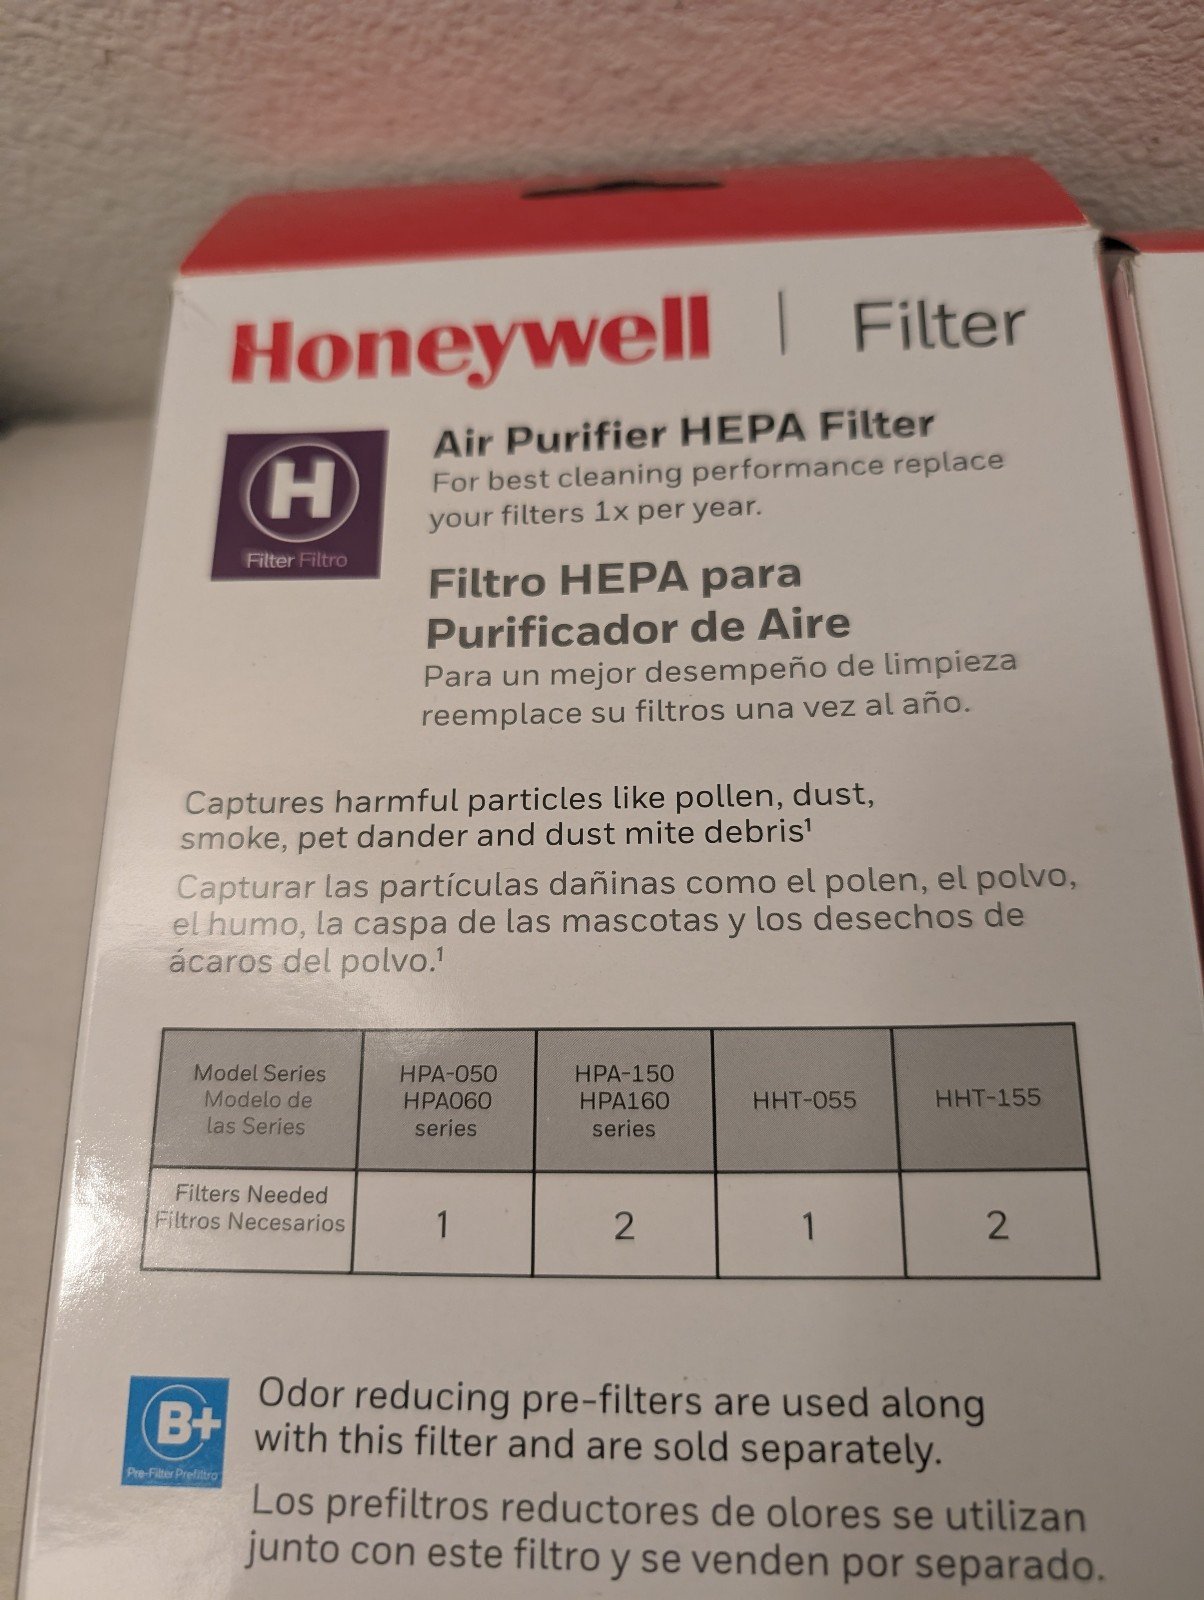 Honeywell | Filter
H
Filter Filtro
Air Purifier HEPA Filter
For best cleaning performance replace
your filters 1x per year.
Filtro HEPA para
Purificador de Aire
Para un mejor desempeño de limpieza
reemplace su filtros una vez al año.
Captures harmful particles like pollen, dust,
smoke, pet dander and dust mite debris¹
Capturar las partículas dañinas como el polen, el polvo,
el humo, la caspa de las mascotas y los desechos de
ácaros del polvo.¹
Model Series
Modelo de
las Series
HPA-050
HPA060
series
HPA-150
HPA160
series
HHT-055
HHT-155
Filters Needed
Filtros Necesarios
1
2
1
2
B+
Pre-Filter Prefiltro
Odor reducing pre-filters are used along
with this filter and are sold separately.
Los prefiltros reductores de olores se utilizan
junto con este filtro y se venden por separado.